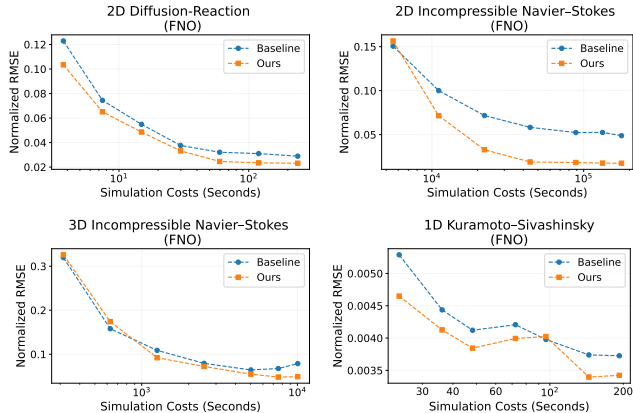 2D Diffusion-Reaction
(FNO)
Normalized RMSE
0.12
0.10
0.08
0.06
0.04
0.02
10¹
10²
Simulation Costs (Seconds)
Baseline
Ours
2D Incompressible Navier–Stokes
(FNO)
Normalized RMSE
0.15
0.10
0.05
10⁴
10⁵
Simulation Costs (Seconds)
Baseline
Ours
3D Incompressible Navier–Stokes
(FNO)
Normalized RMSE
0.3
0.2
0.1
10³
10⁴
Simulation Costs (Seconds)
Baseline
Ours
1D Kuramoto–Sivashinsky
(FNO)
Normalized RMSE
0.0050
0.0045
0.0040
0.0035
30 40 60 10² 200
Simulation Costs (Seconds)
Baseline
Ours